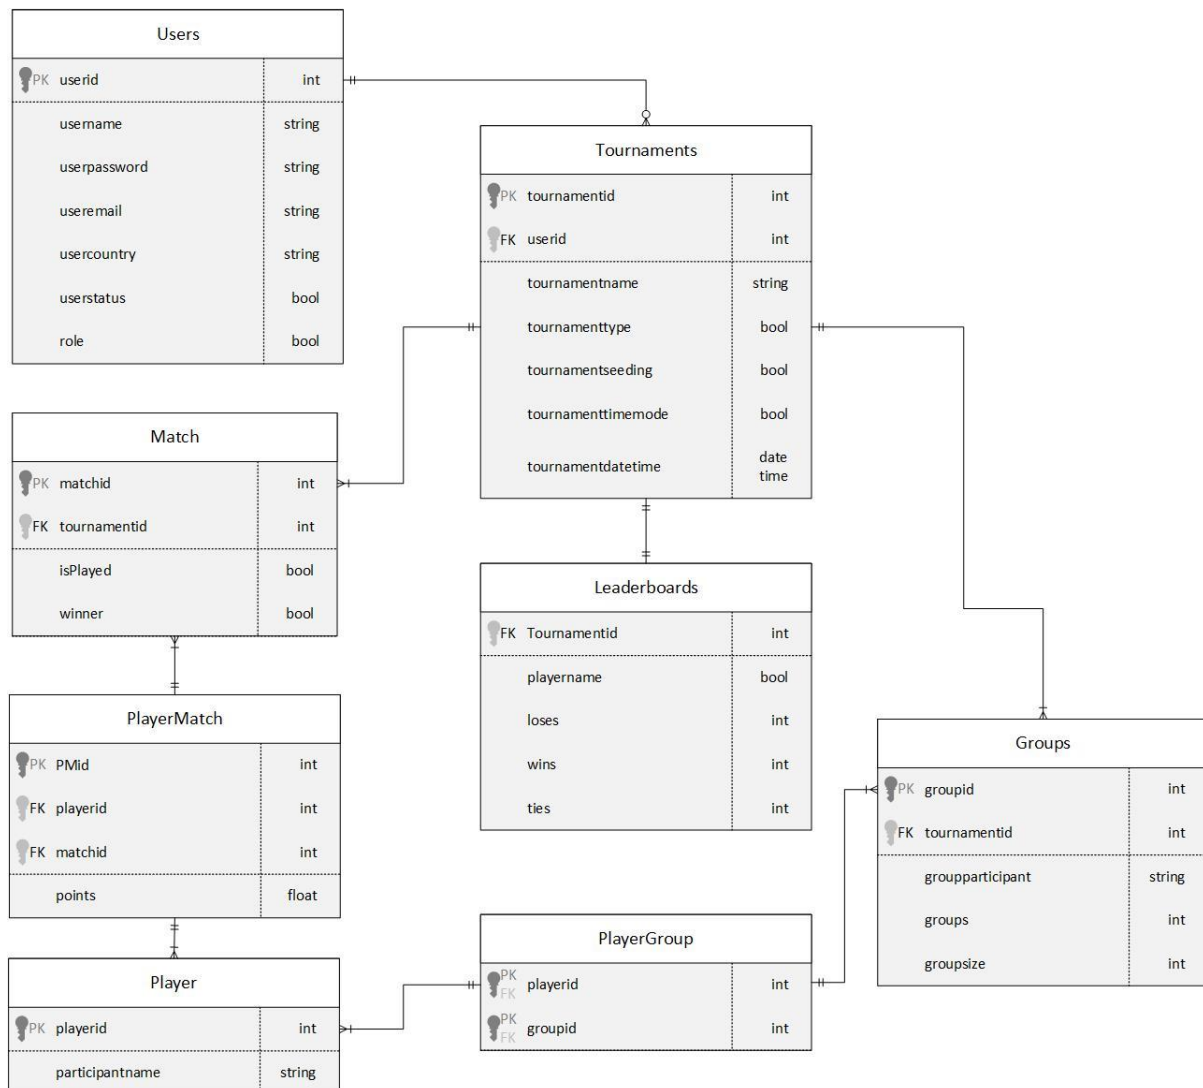 Users
PK userid int
username string
userpassword string
useremail string
usercountry string
userstatus bool
role bool
Tournaments
PK tournamentid int
FK userid int
tournamentname string
tournamenttype bool
tournamentseeding bool
tournamenttimemode bool
tournamentdatetime date
time
Match
PK matchid int
FK tournamentid int
isPlayed bool
winner bool
Leaderboards
FK Tournamentid int
playername bool
loses int
wins int
ties int
PlayerMatch
PK PMid int
FK playerid int
FK matchid int
points float
Groups
PK groupid int
FK tournamentid int
groupparticipant string
groups int
groupsize int
PlayerGroup
PK
FK playerid int
PK
FK groupid int
Player
PK playerid int
participantname string